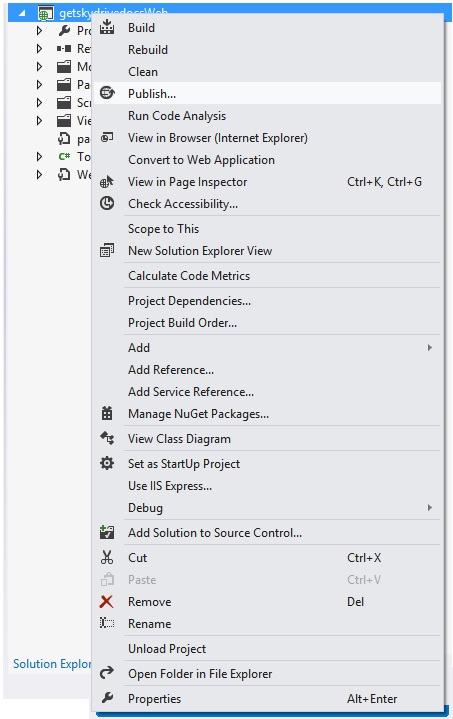 getskydrivedocsWeb
Build
Rebuild
Clean
Publish...
Run Code Analysis
View in Browser (Internet Explorer)
Convert to Web Application
View in Page Inspector Ctrl+K, Ctrl+G
Check Accessibility...
Scope to This
New Solution Explorer View
Calculate Code Metrics
Project Dependencies...
Project Build Order...
Add
Add Reference...
Add Service Reference...
Manage NuGet Packages...
View Class Diagram
Set as StartUp Project
Use IIS Express...
Debug
Add Solution to Source Control...
Cut Ctrl+X
Paste Ctrl+V
Remove Del
Rename
Unload Project
Open Folder in File Explorer
Properties Alt+Enter
Pr
Re
Mo
Pa
Scr
Vie
pa
C# To
We
Solution Explor